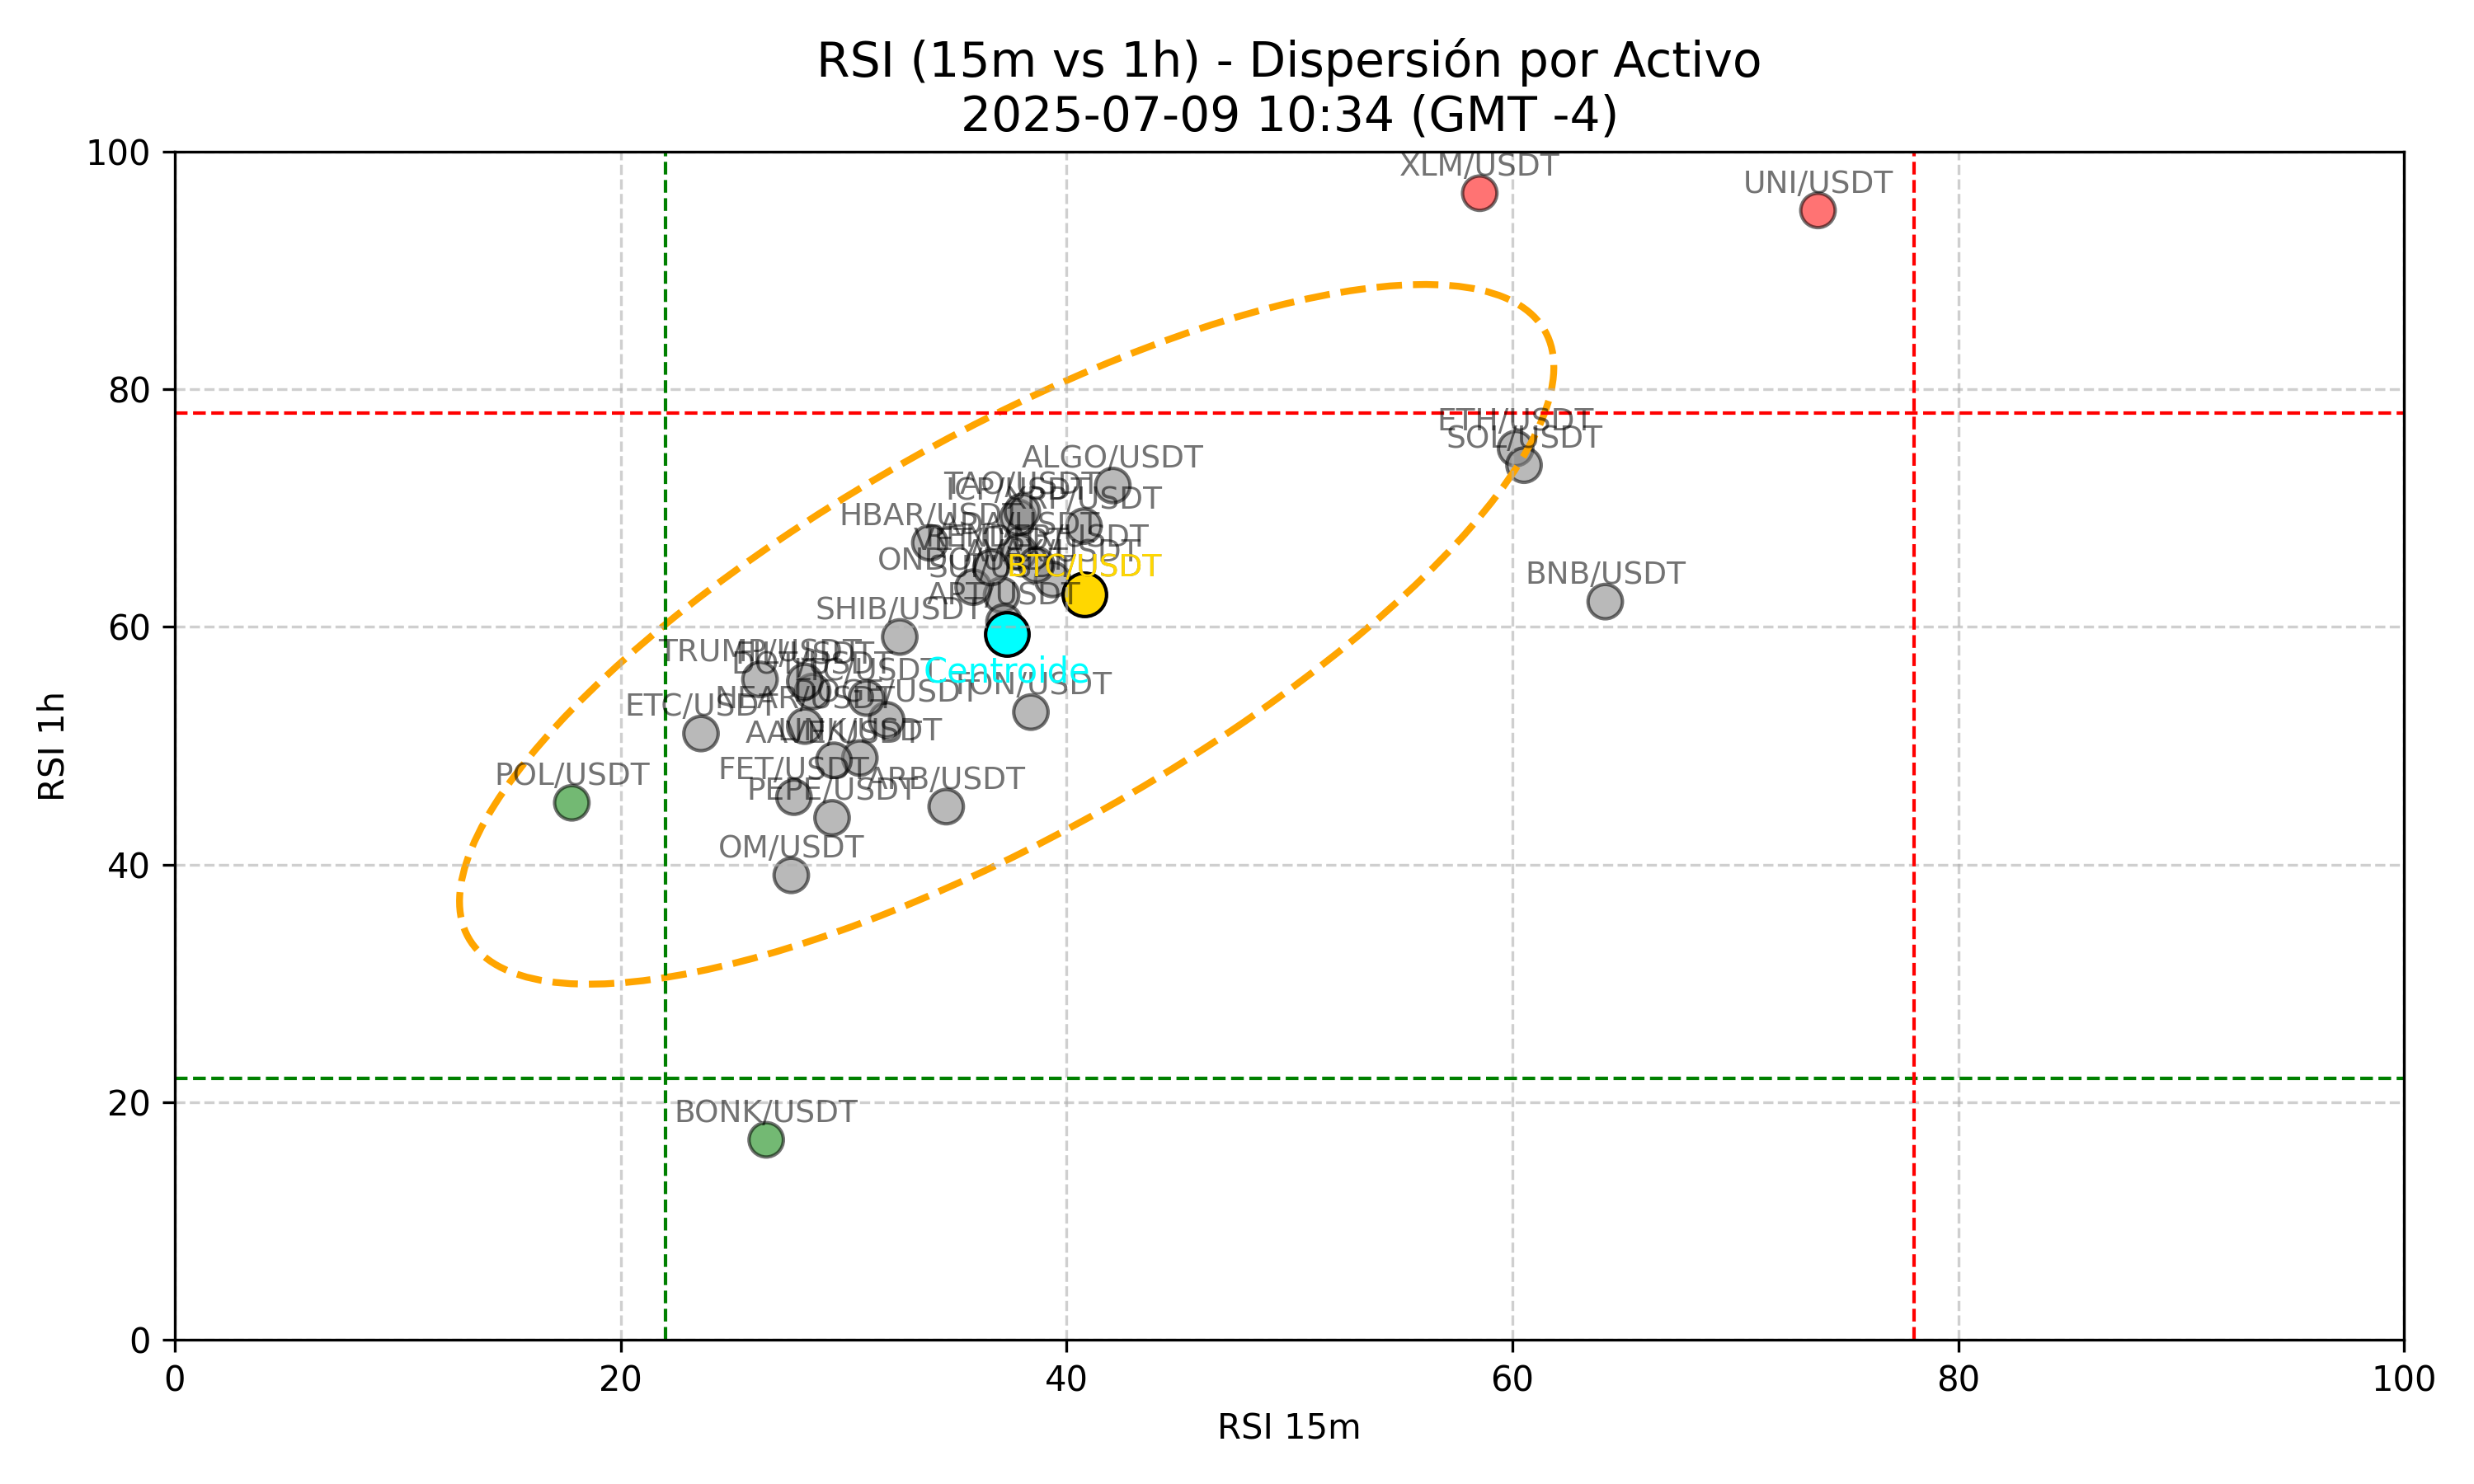 RSI (15m vs 1h) - Dispersión por Activo
2025-07-09 10:34 (GMT -4)
100
80
60
40
20
0
RSI 1h
XLM/USDT
UNI/USDT
ETH/USDT
SOL/USDT
ALGO/USDT
TAO/USDT
HBAR/USDT
BTC/USDT
BNB/USDT
APT/USDT
SHIB/USDT
TRUMP/USDT
Centroide
TON/USDT
ETC/USDT
NEAR/USDT
LINK/USDT
AAVE/USDT
POL/USDT
FET/USDT
ARB/USDT
PEPE/USDT
OM/USDT
BONK/USDT
0
20
40
60
80
100
RSI 15m